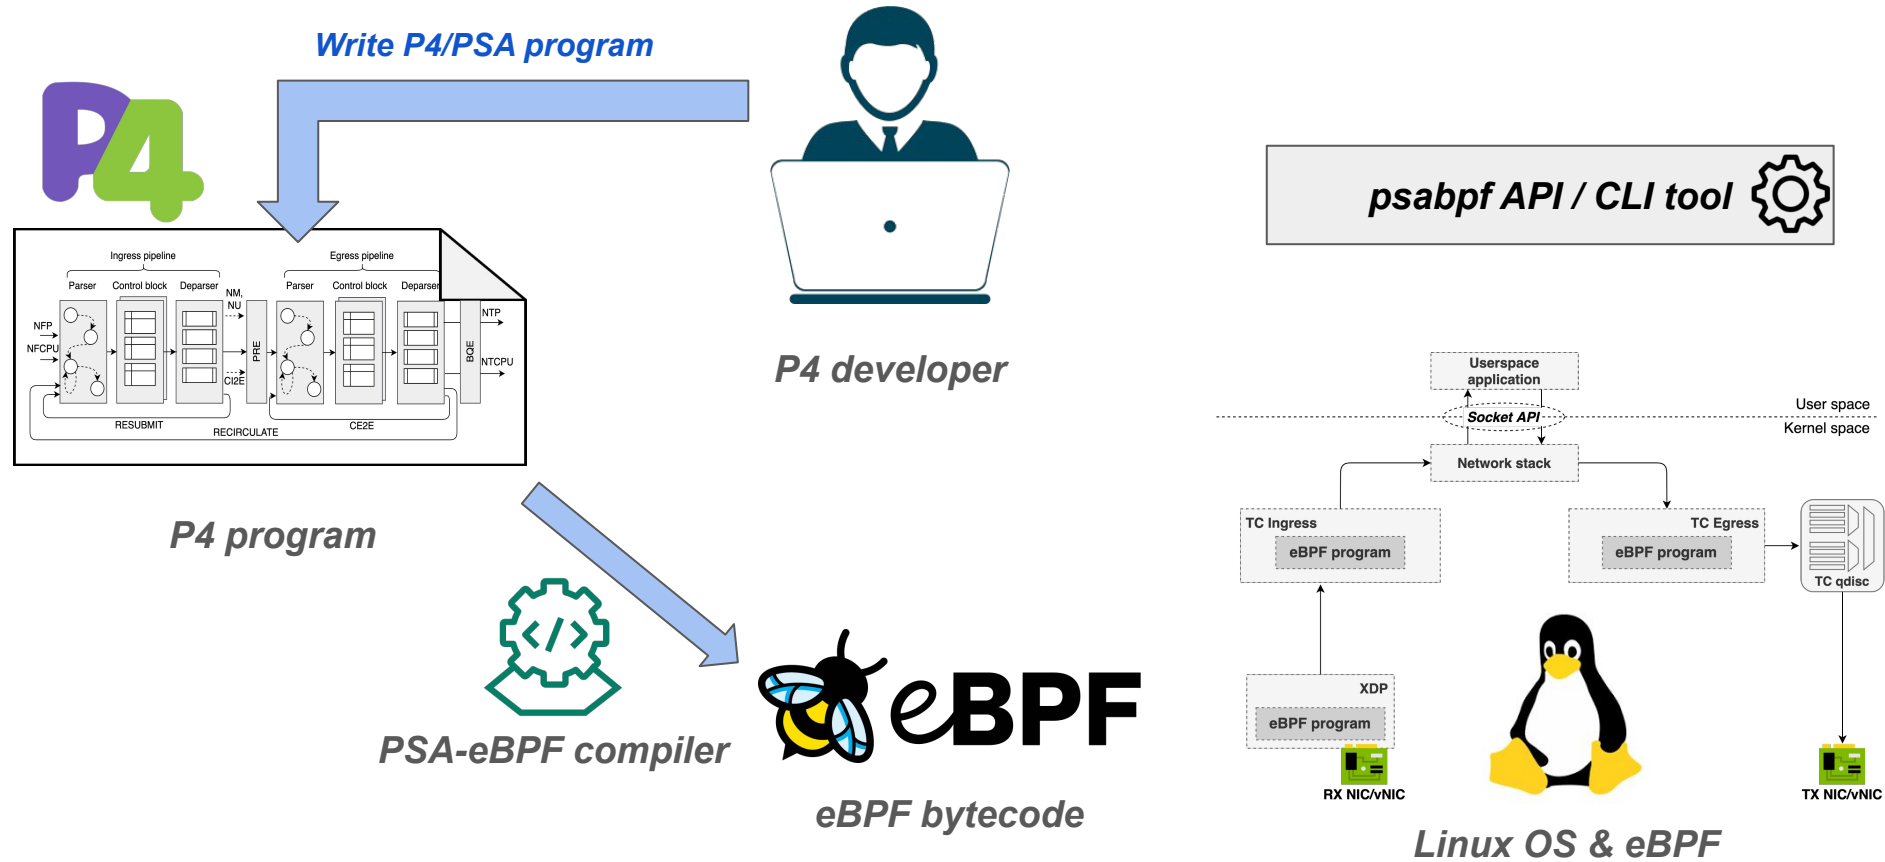 Write P4/PSA program
P4
Ingress pipeline
Egress pipeline
Parser
Control block
Deparser
NM,
NU
Parser
Control block
Deparser
NFP
NFCPU
CI2E
PRE
BQE
NTP
NTCPU
RESUBMIT
RECIRCULATE
CE2E
P4 program
P4 developer
PSA-eBPF compiler
eBPF
eBPF bytecode
psabpf API / CLI tool
Userspace
application
Socket API
User space
Kernel space
Network stack
TC Ingress
eBPF program
TC Egress
eBPF program
TC qdisc
XDP
eBPF program
RX NIC/vNIC
TX NIC/vNIC
Linux OS & eBPF